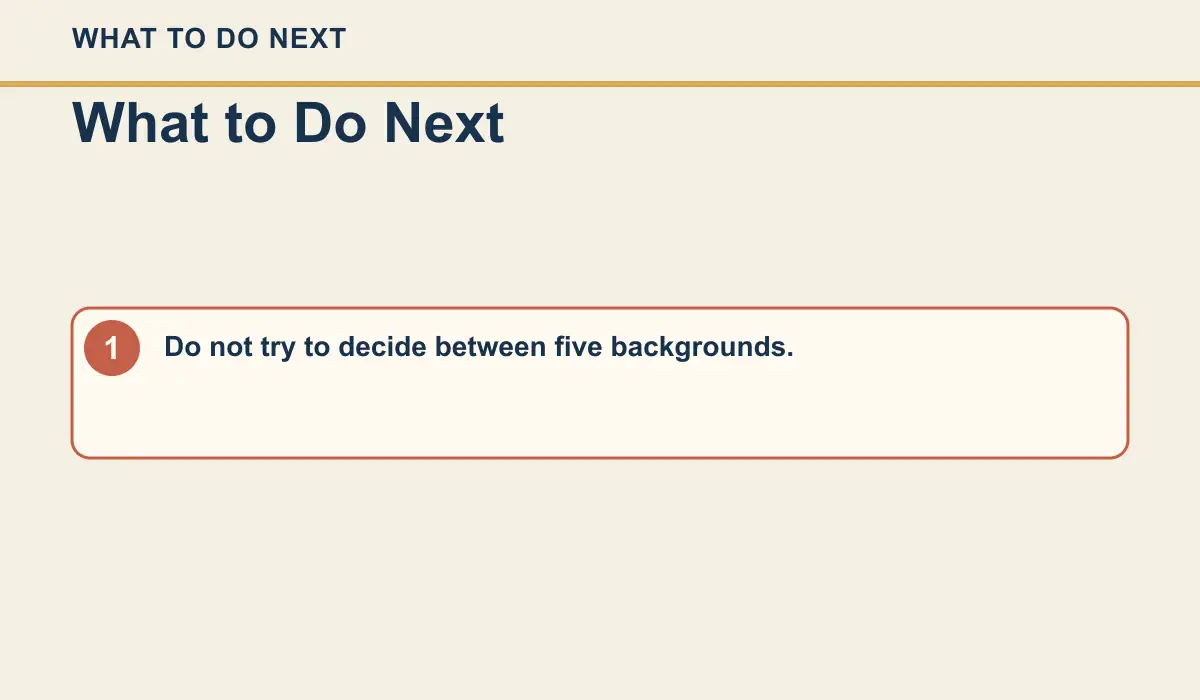 WHAT TO DO NEXT
What to Do Next
1
Do not try to decide between five backgrounds.